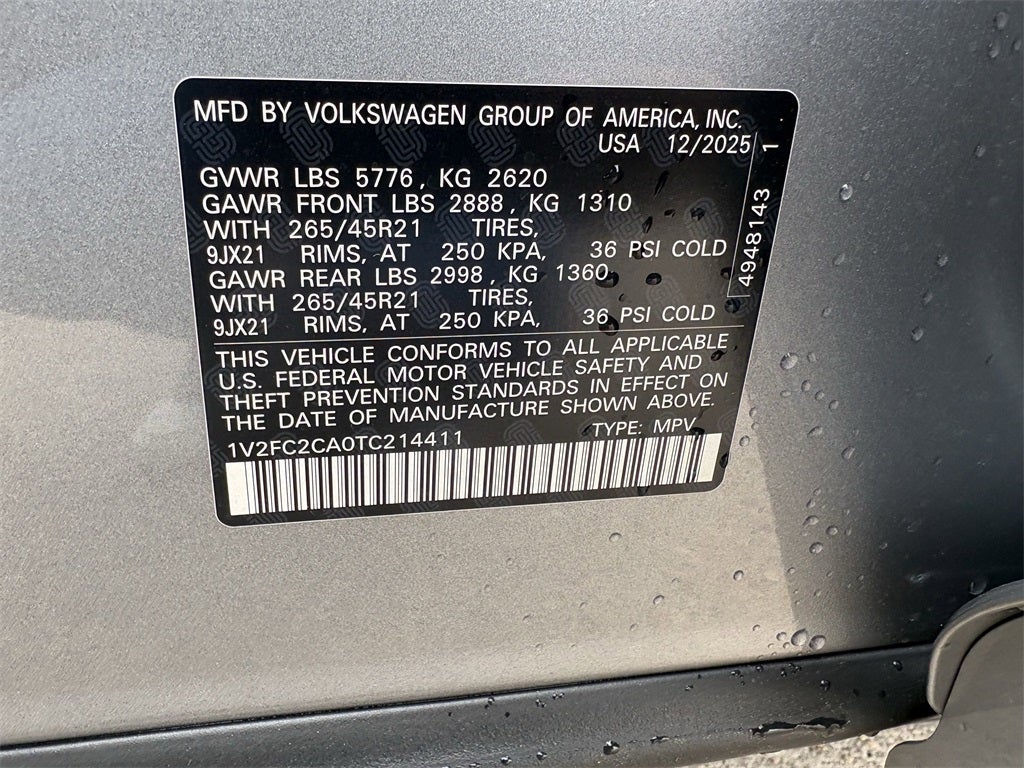 MFD BY VOLKSWAGEN GROUP OF AMERICA, INC.
USA 12/2025
GVWR LBS 5776, KG 2620
GAWR FRONT LBS 2888, KG 1310
WITH 265/45R21 TIRES,
9JX21 RIMS, AT 250 KPA, 36 PSI COLD
GAWR REAR LBS 2998, KG 1360
WITH 265/45R21 TIRES,
9JX21 RIMS, AT 250 KPA, 36 PSI COLD
THIS VEHICLE CONFORMS TO ALL APPLICABLE
U.S. FEDERAL MOTOR VEHICLE SAFETY AND
THEFT PREVENTION STANDARDS IN EFFECT ON
THE DATE OF MANUFACTURE SHOWN ABOVE.
1V2FC2CA0TC214411 TYPE: MPV
4948143 1